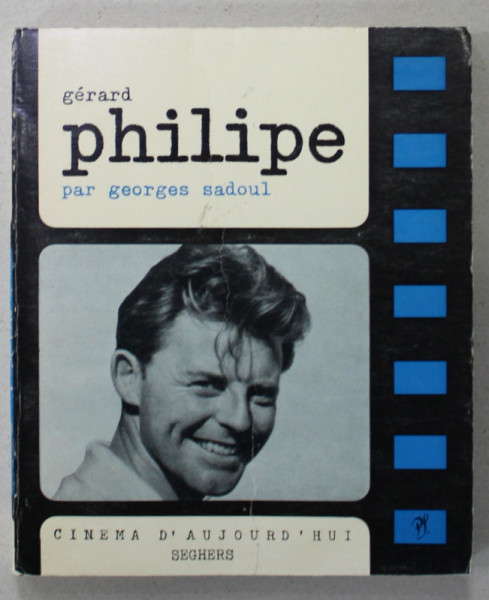 gérard
philipe
par georges sadoul
CINEMA D'AUJOURD'HUI
SEGHERS